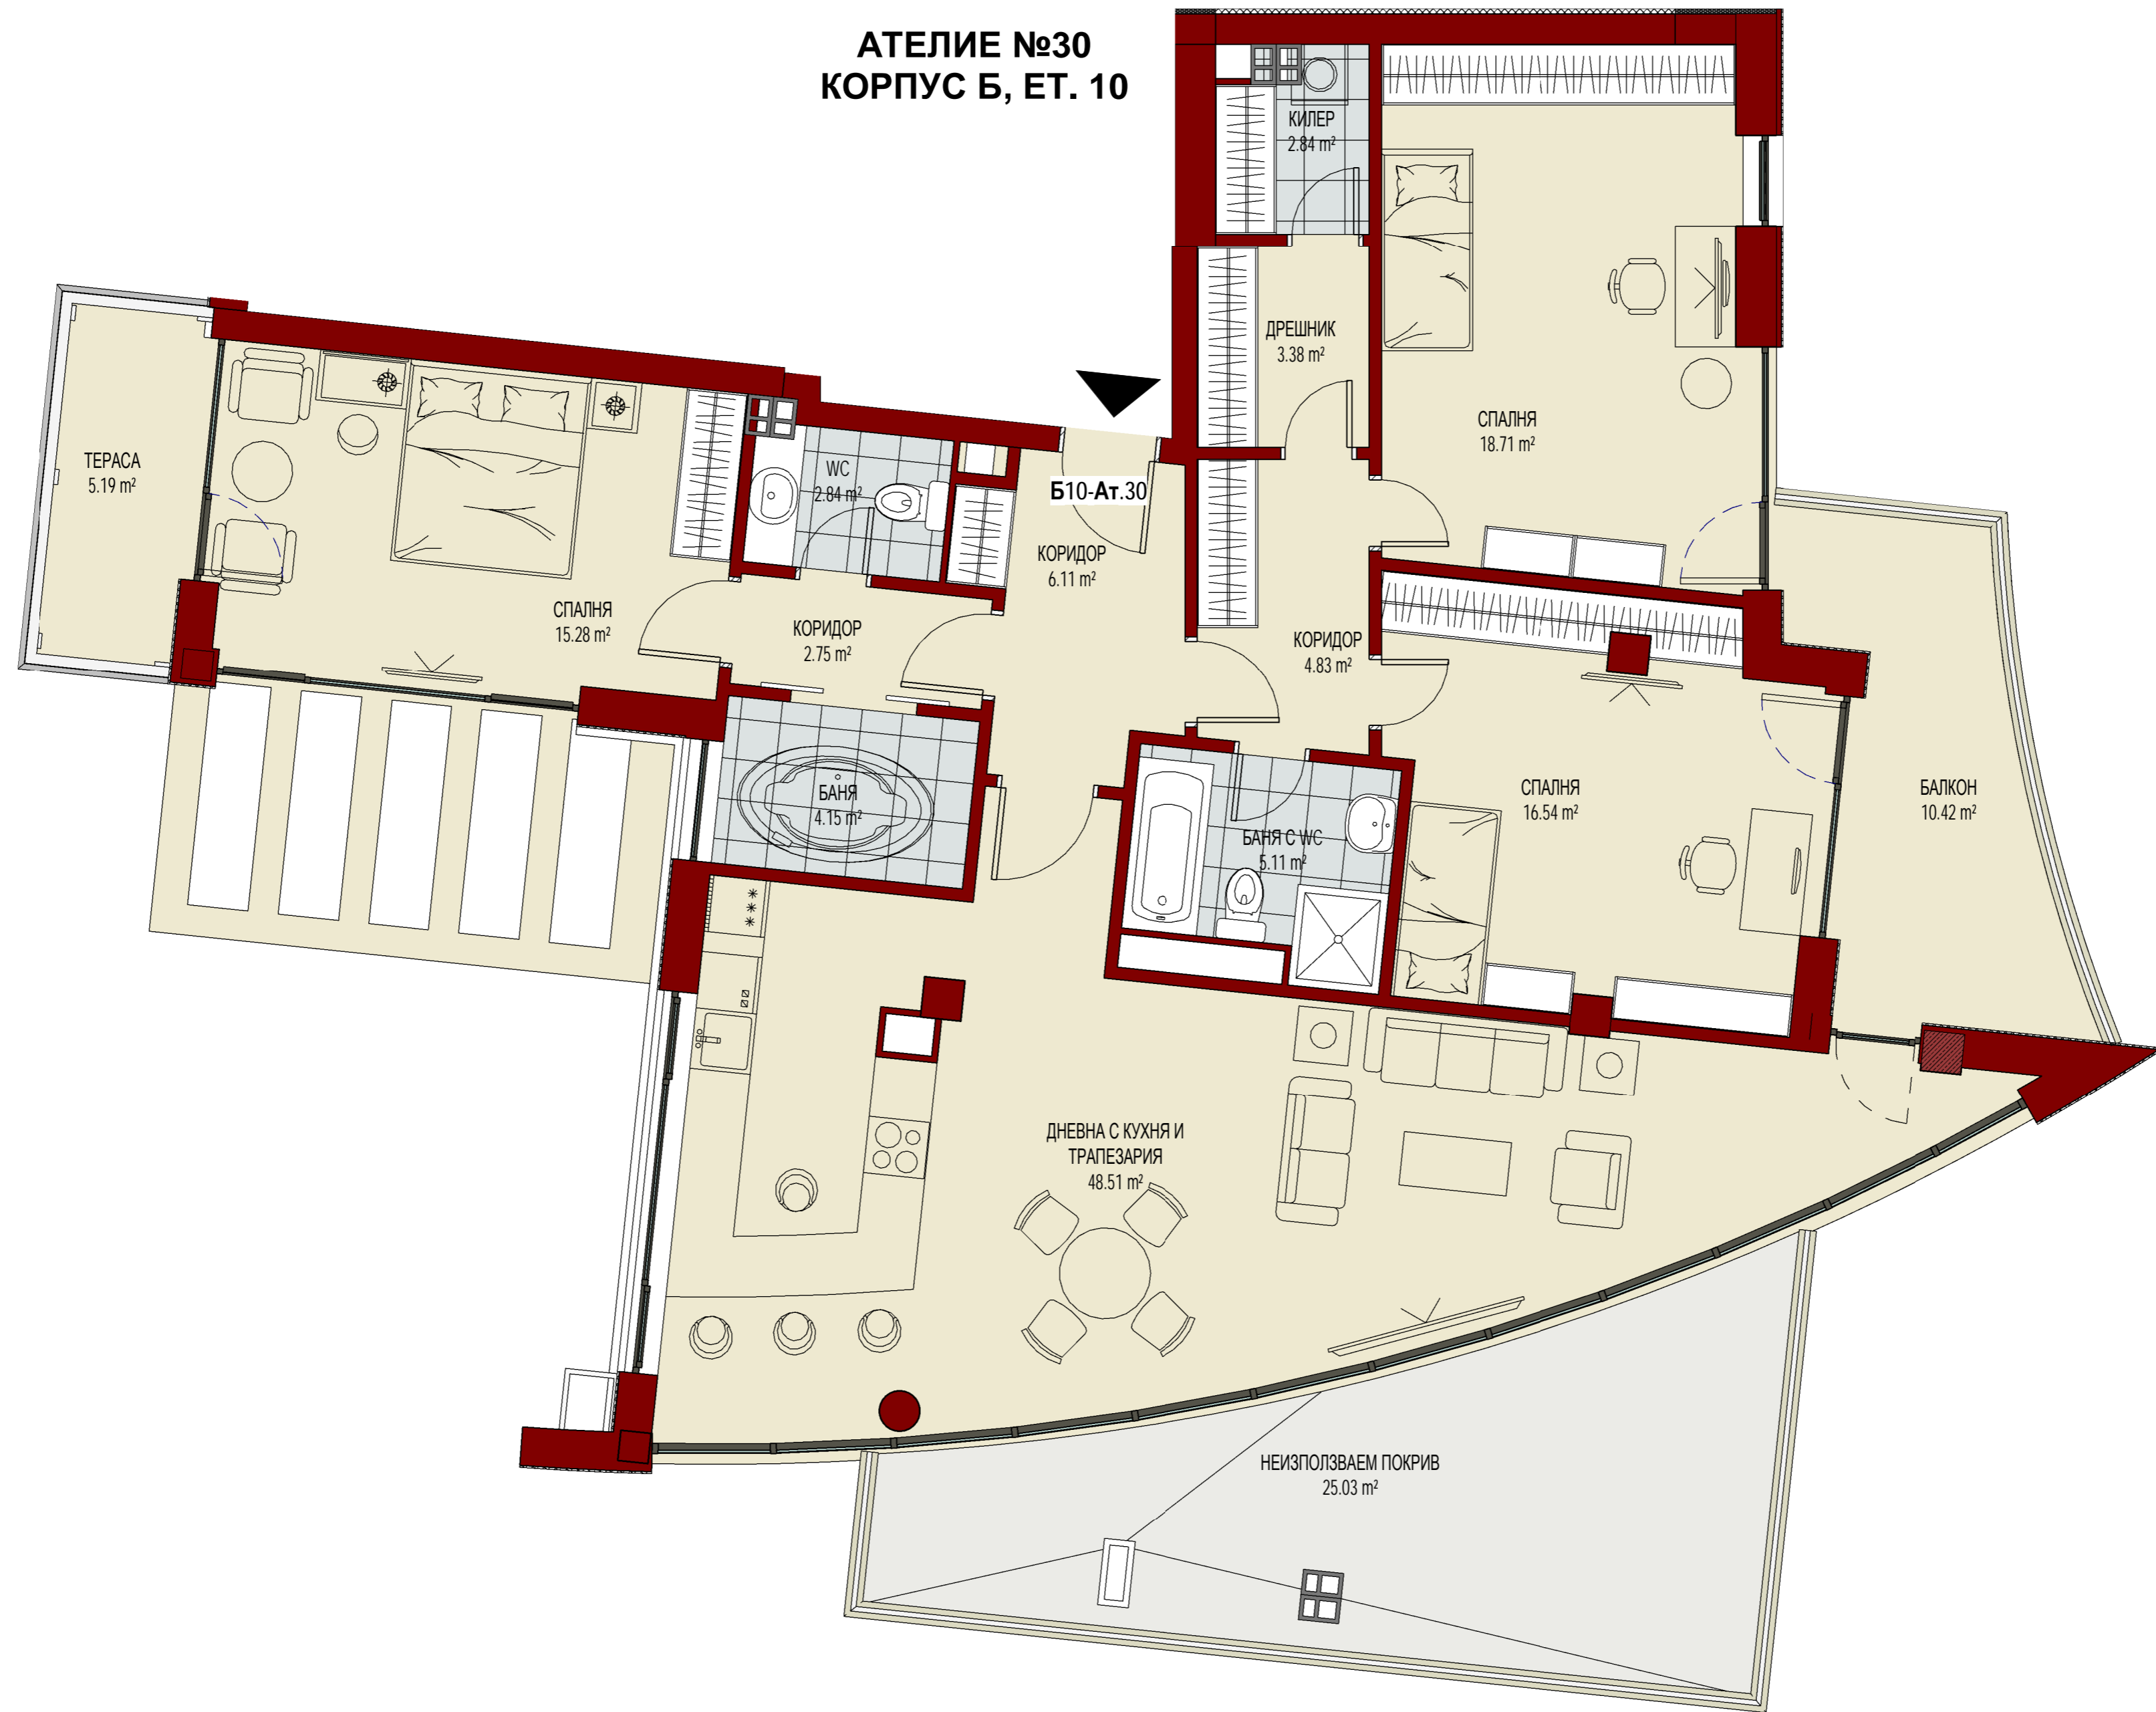 АТЕЛИЕ №30
КОРПУС Б, ЕТ. 10
КИЛЕР
2.84 m²
ДРЕШНИК
3.38 m²
СПАЛНЯ
18.71 m²
ТЕРАСА
5.19 m²
WC
2.84 m²
Б10-Ат.30
КОРИДОР
6.11 m²
СПАЛНЯ
15.28 m²
КОРИДОР
2.75 m²
КОРИДОР
4.83 m²
БАНЯ
4.15 m²
БАНЯ С WC
5.11 m²
СПАЛНЯ
16.54 m²
БАЛКОН
10.42 m²
ДНЕВНА С КУХНЯ И
ТРАПЕЗАРИЯ
48.51 m²
НЕИЗПОЛЗВАЕМ ПОКРИВ
25.03 m²